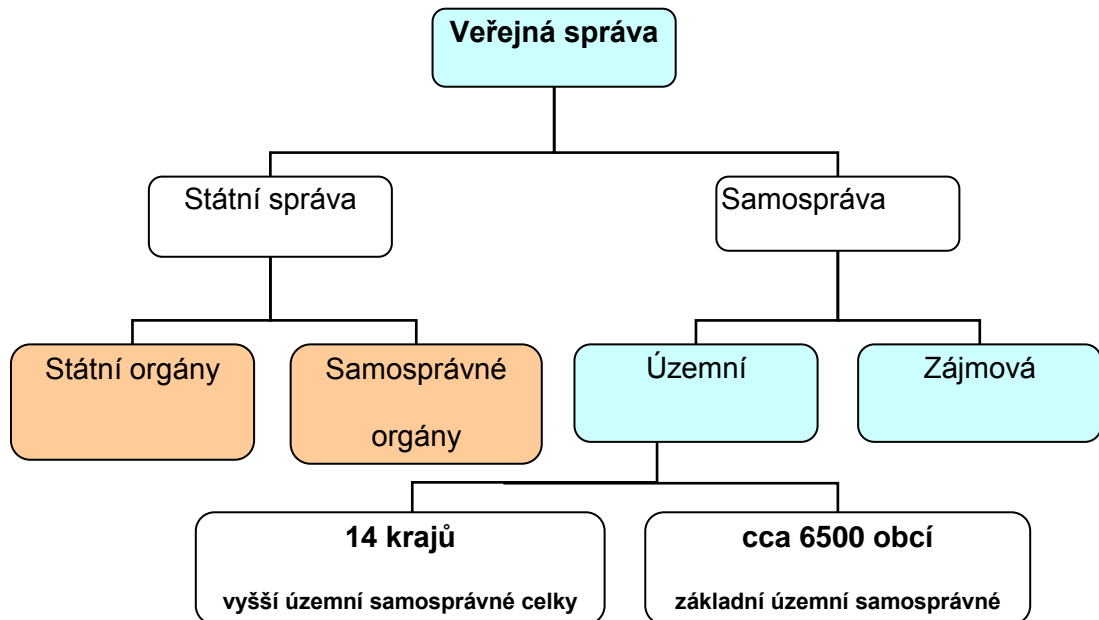 Veřejná správa
Státní správa
Samospráva
Státní orgány
Samosprávné
orgány
Územní
Zájmová
14 krajů
vyšší územní samosprávné celky
cca 6500 obcí
základní územní samosprávné